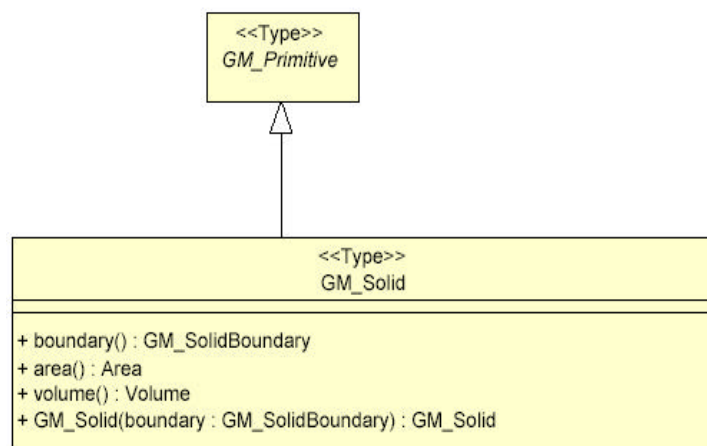 <<Type>>
GM_Primitive
<<Type>>
GM_Solid
+ boundary() : GM_SolidBoundary
+ area() : Area
+ volume() : Volume
+ GM_Solid(boundary : GM_SolidBoundary) : GM_Solid